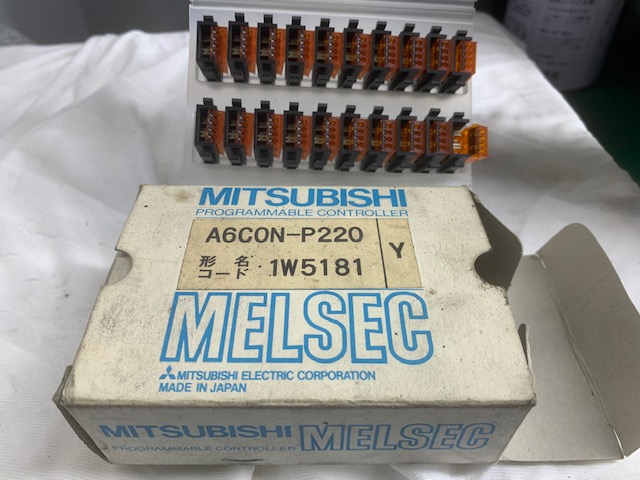 MITSUBISHI
PROGRAMMABLE CONTROLLER
A6CON-P220
形名
コード 1W5181
Y
MELSEC
MITSUBISHI ELECTRIC CORPORATION
MADE IN JAPAN
MITSUBISHI MELSEC
PROGRAMMABLE CONTROLLER